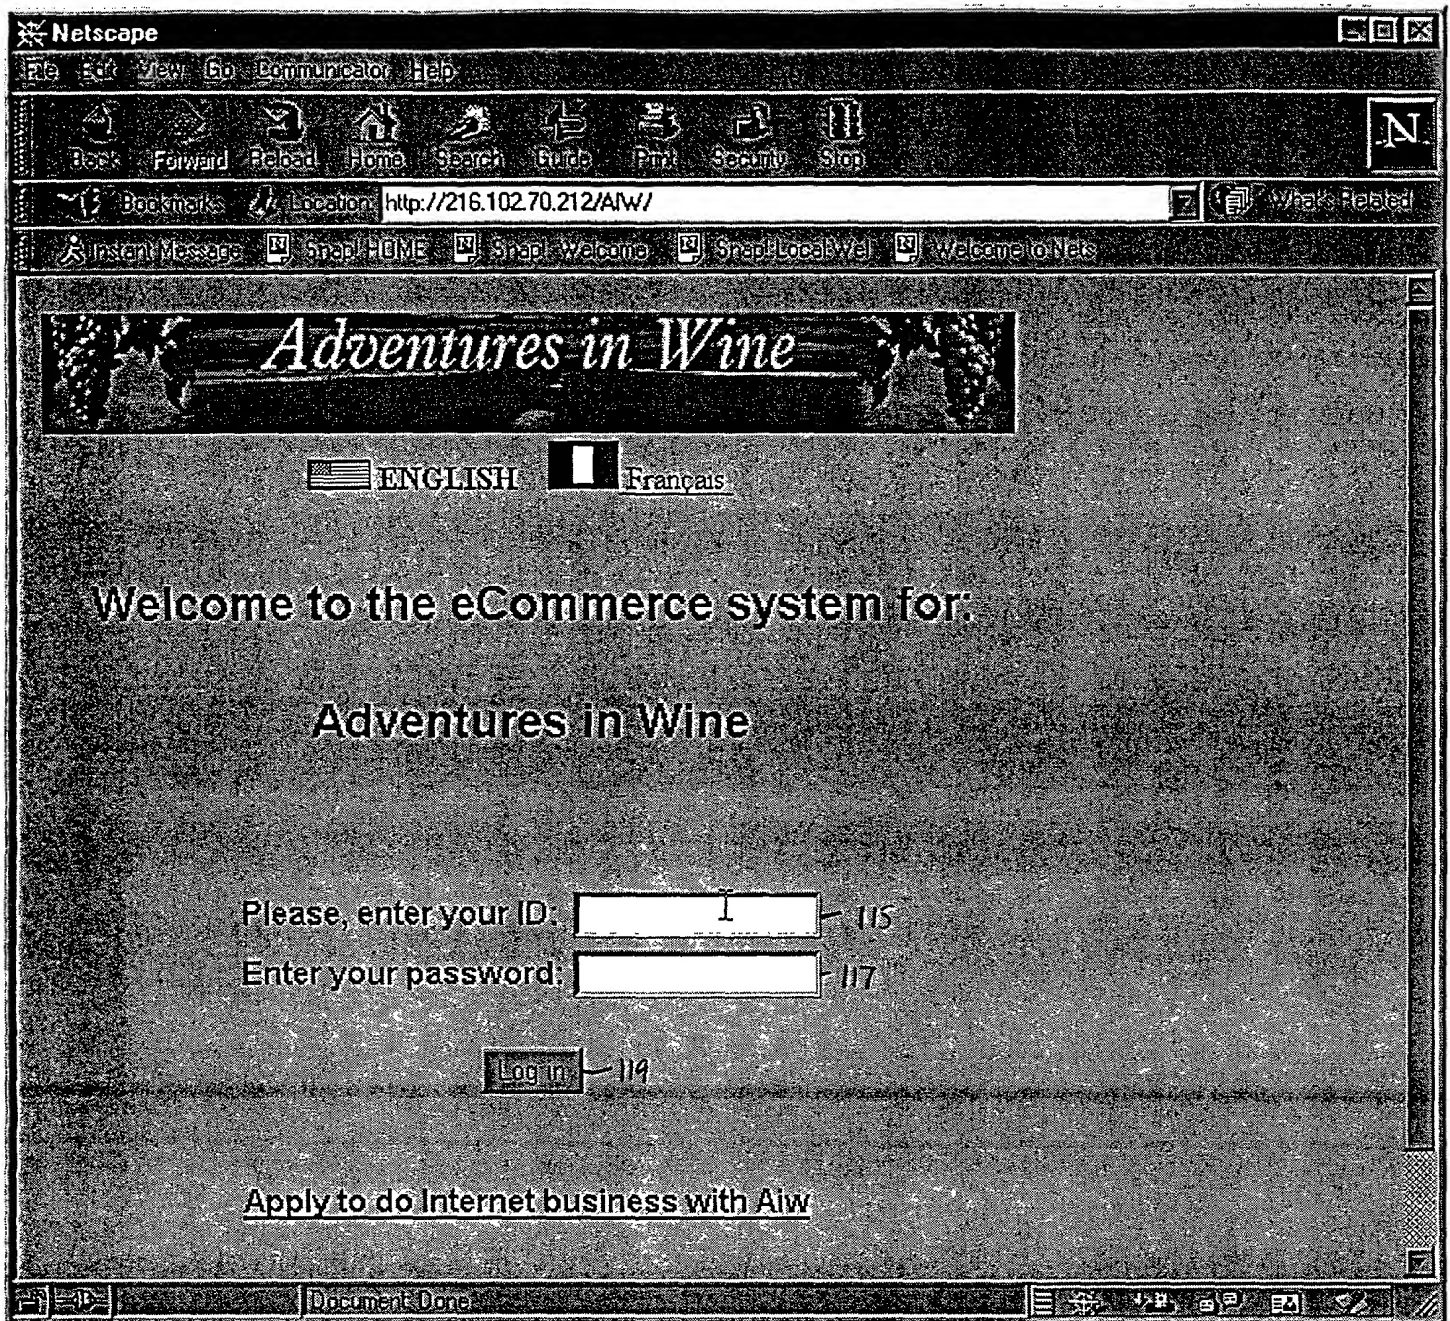 Netscape
File Edit View Go Communicator Help
Back Forward Reload Home Search Guide Print Security Stop
N
Bookmarks Location: http://216.102.70.212/AIW/ What's Related
Instant Message Snap! HOME Snap! Welcome Snap! Local Wel Welcome to Nets
Adventures in Wine
ENGLISH Français
Welcome to the eCommerce system for:
Adventures in Wine
Please, enter your ID: 115
Enter your password: 117
Log in 119
Apply to do Internet business with Aiw
Document: Done